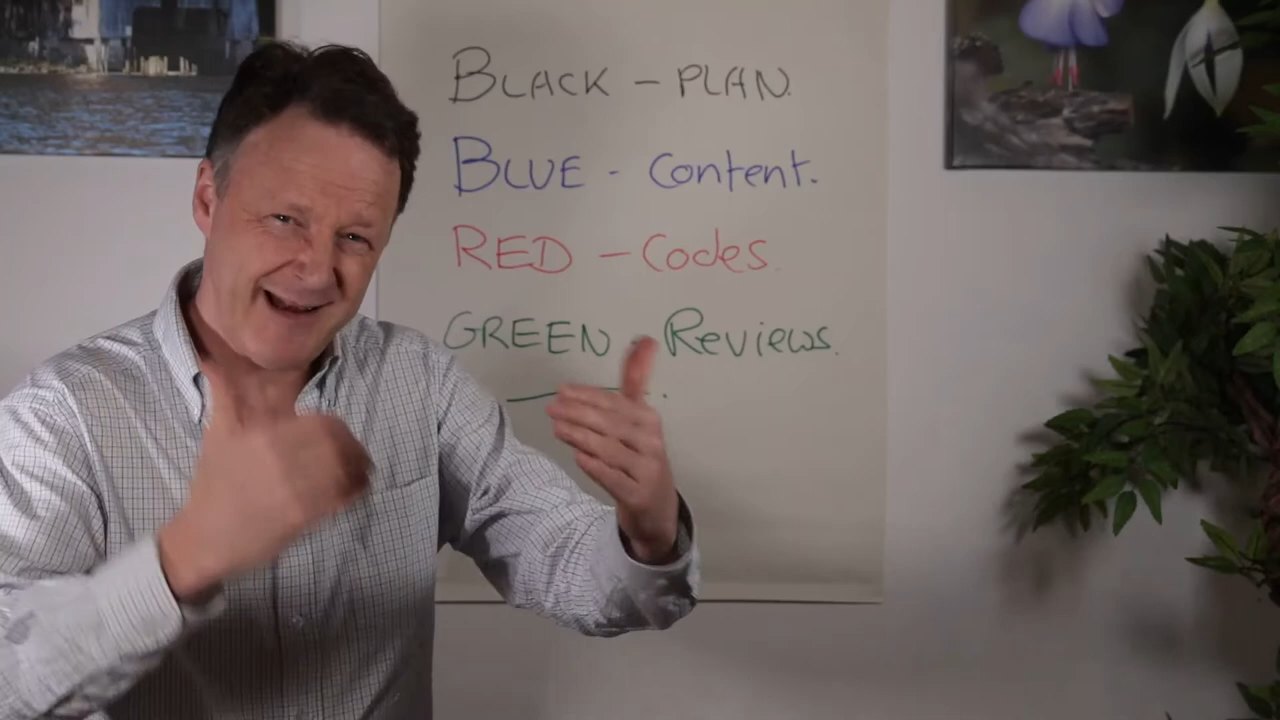 BLACK - PLAN.
BLUE - Content.
RED - Codes.
GREEN Reviews.